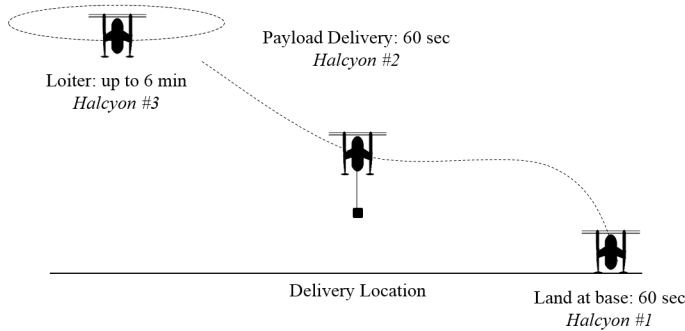 Payload Delivery: 60 sec
Halcyon #2
Loiter: up to 6 min
Halcyon #3
Delivery Location
Land at base: 60 sec
Halcyon #1